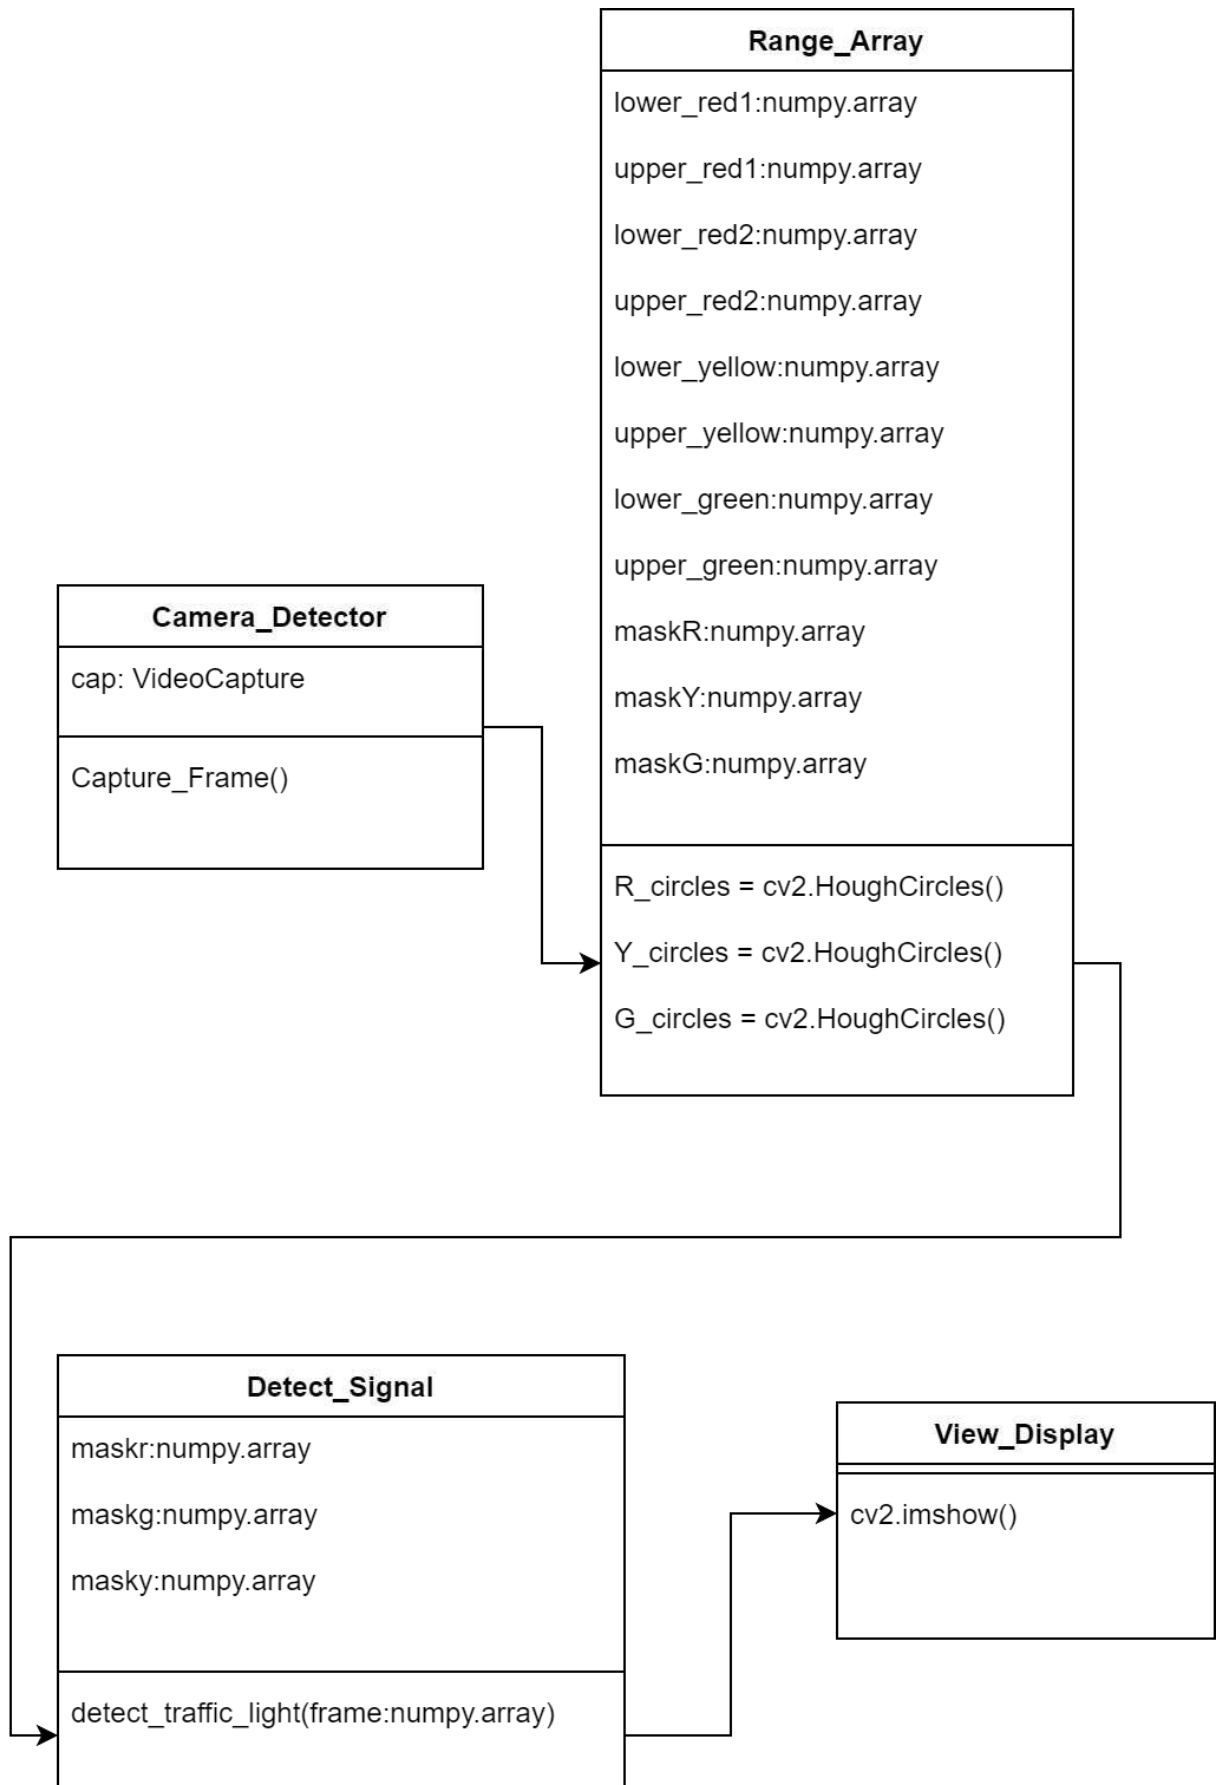 Range_Array
lower_red1:numpy.array
upper_red1:numpy.array
lower_red2:numpy.array
upper_red2:numpy.array
lower_yellow:numpy.array
upper_yellow:numpy.array
lower_green:numpy.array
upper_green:numpy.array
maskR:numpy.array
maskY:numpy.array
maskG:numpy.array
R_circles = cv2.HoughCircles()
Y_circles = cv2.HoughCircles()
G_circles = cv2.HoughCircles()
Camera_Detector
cap: VideoCapture
Capture_Frame()
Detect_Signal
maskr:numpy.array
maskg:numpy.array
masky:numpy.array
detect_traffic_light(frame:numpy.array)
View_Display
cv2.imshow()